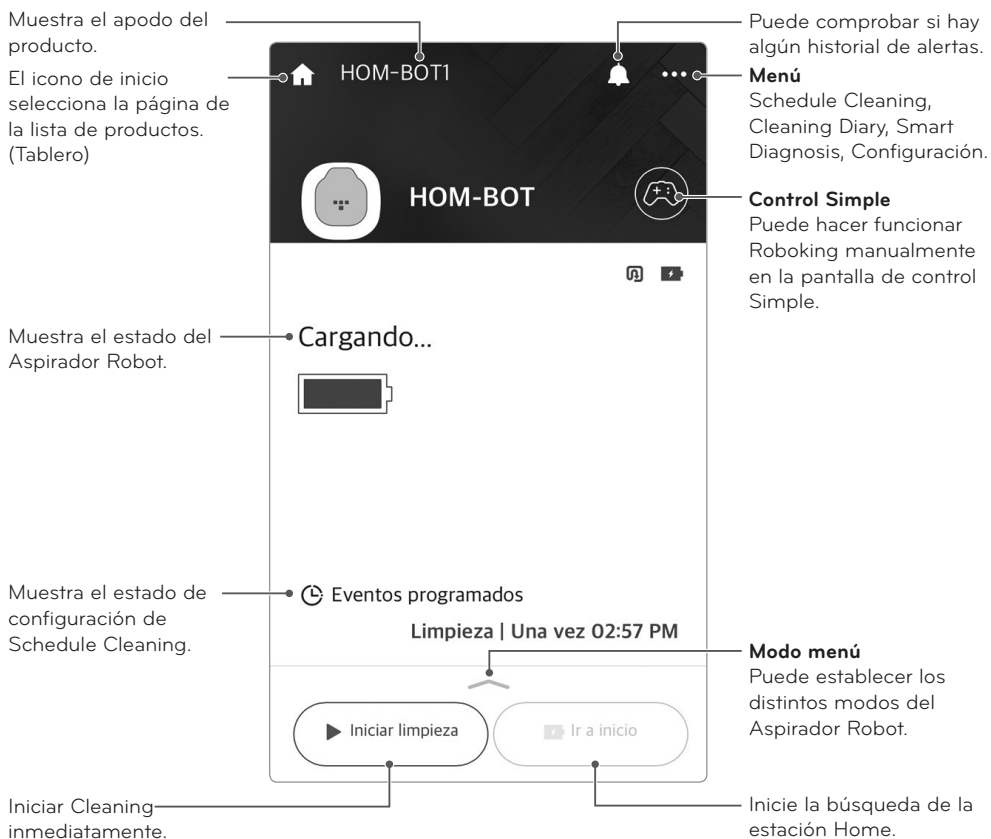 Muestra el apodo del
producto.
El icono de inicio
selecciona la página de
la lista de productos.
(Tablero)
Muestra el estado del
Aspirador Robot.
Muestra el estado de
configuración de
Schedule Cleaning.
Iniciar Cleaning
inmediatamente.
HOM-BOT1
HOM-BOT
Cargando...
Eventos programados
Limpieza | Una vez 02:57 PM
Iniciar limpieza
Ir a inicio
Puede comprobar si hay
algún historial de alertas.
Menú
Schedule Cleaning,
Cleaning Diary, Smart
Diagnosis, Configuración.
Control Simple
Puede hacer funcionar
Roboking manualmente
en la pantalla de control
Simple.
Modo menú
Puede establecer los
distintos modos del
Aspirador Robot.
Inicie la búsqueda de la
estación Home.